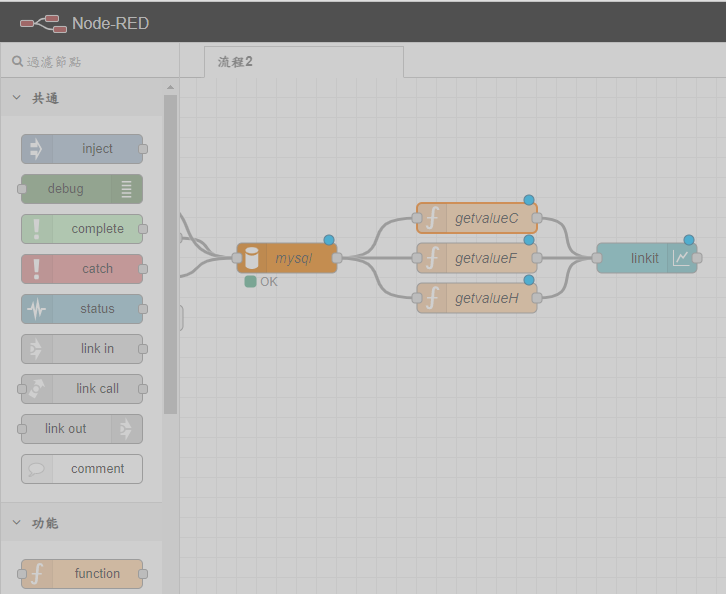 Node-RED
過濾節點
流程2
共通
inject
debug
complete
catch
status
link in
link call
link out
comment
功能
function
mysql
OK
getvalueC
getvalueF
getvalueH
linkit